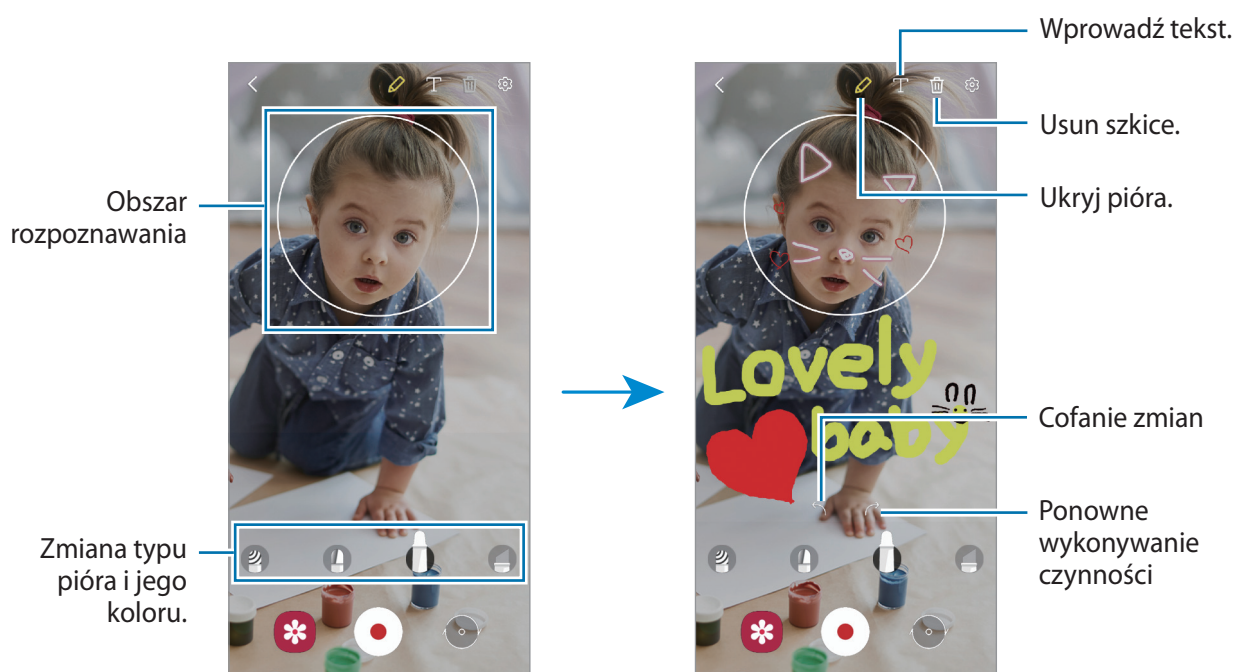 Wprowadź tekst.
Usun szkice.
Obszar
rozpoznawania
Ukryj pióra.
Lovely
baby
Cofanie zmian
Zmiana typu
pióra i jego
koloru.
Ponowne
wykonywanie
czynności